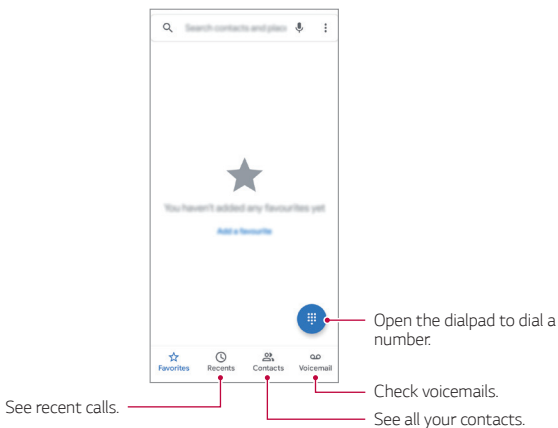 Search contacts and places
You haven't added any favourites yet
Add a favourite
Open the dialpad to dial a
number.
Favorites Recents Contacts Voicemail
Check voicemails.
See recent calls.
See all your contacts.